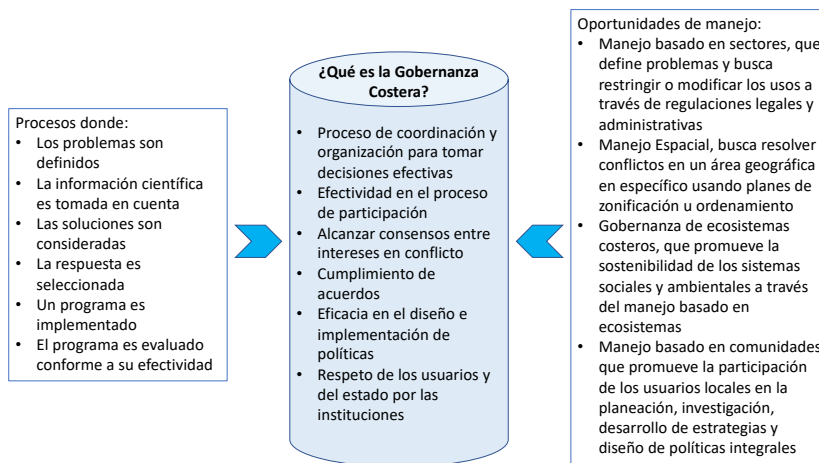 Procesos donde:
• Los problemas son
definidos
• La información científica
es tomada en cuenta
• Las soluciones son
consideradas
• La respuesta es
seleccionada
• Un programa es
implementado
• El programa es evaluado
conforme a su efectividad
¿Qué es la Gobernanza
Costera?
• Proceso de coordinación y
organización para tomar
decisiones efectivas
• Efectividad en el proceso
de participación
• Alcanzar consensos entre
intereses en conflicto
• Cumplimiento de
acuerdos
• Eficacia en el diseño e
implementación de
políticas
• Respeto de los usuarios y
del estado por las
instituciones
Oportunidades de manejo:
• Manejo basado en sectores, que
define problemas y busca
restringir o modificar los usos a
través de regulaciones legales y
administrativas
• Manejo Espacial, busca resolver
conflictos en un área geográfica
en específico usando planes de
zonificación u ordenamiento
• Gobernanza de ecosistemas
costeros, que promueve la
sostenibilidad de los sistemas
sociales y ambientales a través
del manejo basado en
ecosistemas
• Manejo basado en comunidades
que promueve la participación
de los usuarios locales en la
planeación, investigación,
desarrollo de estrategias y
diseño de políticas integrales